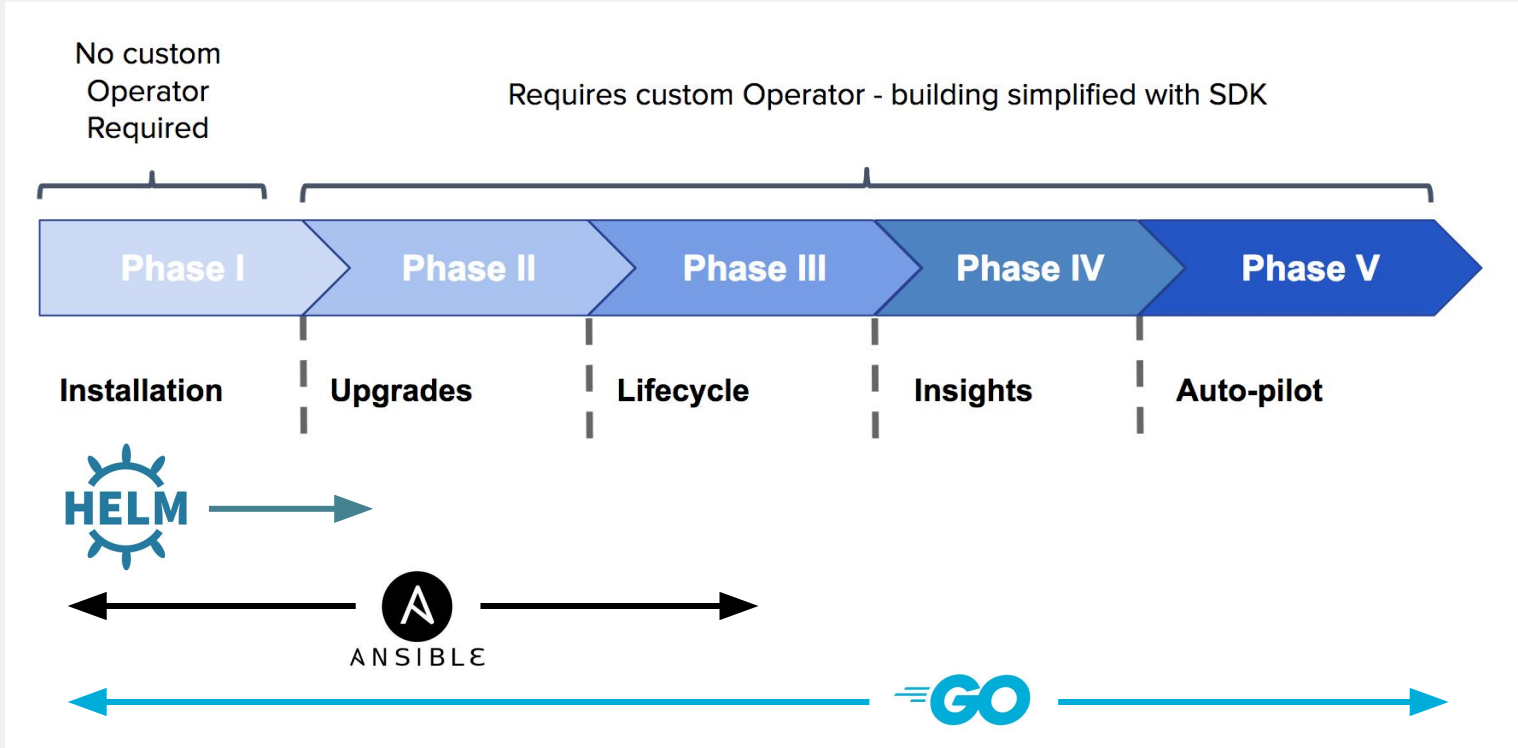 No custom
Operator
Required
Requires custom Operator - building simplified with SDK
Phase I
Phase II
Phase III
Phase IV
Phase V
Installation
Upgrades
Lifecycle
Insights
Auto-pilot
HELM
A
ANSIBLE
GO